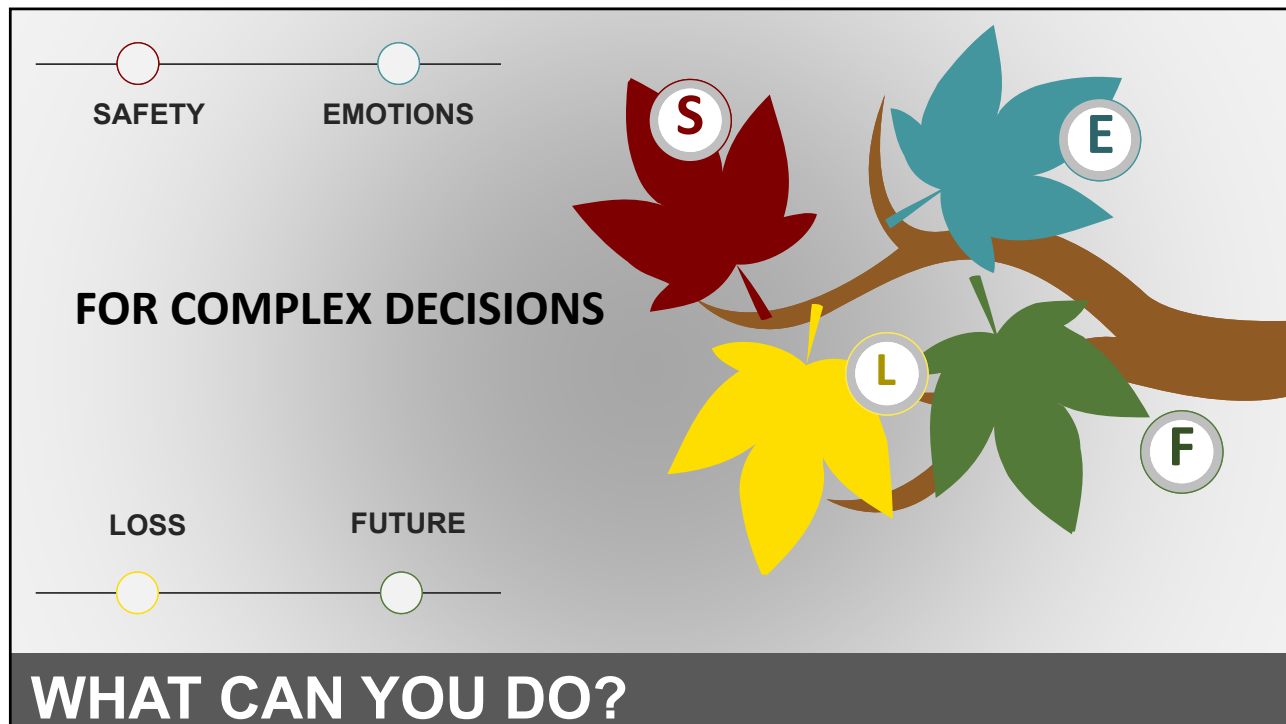 SAFETY EMOTIONS
S
E
FOR COMPLEX DECISIONS
L
F
LOSS FUTURE
WHAT CAN YOU DO?